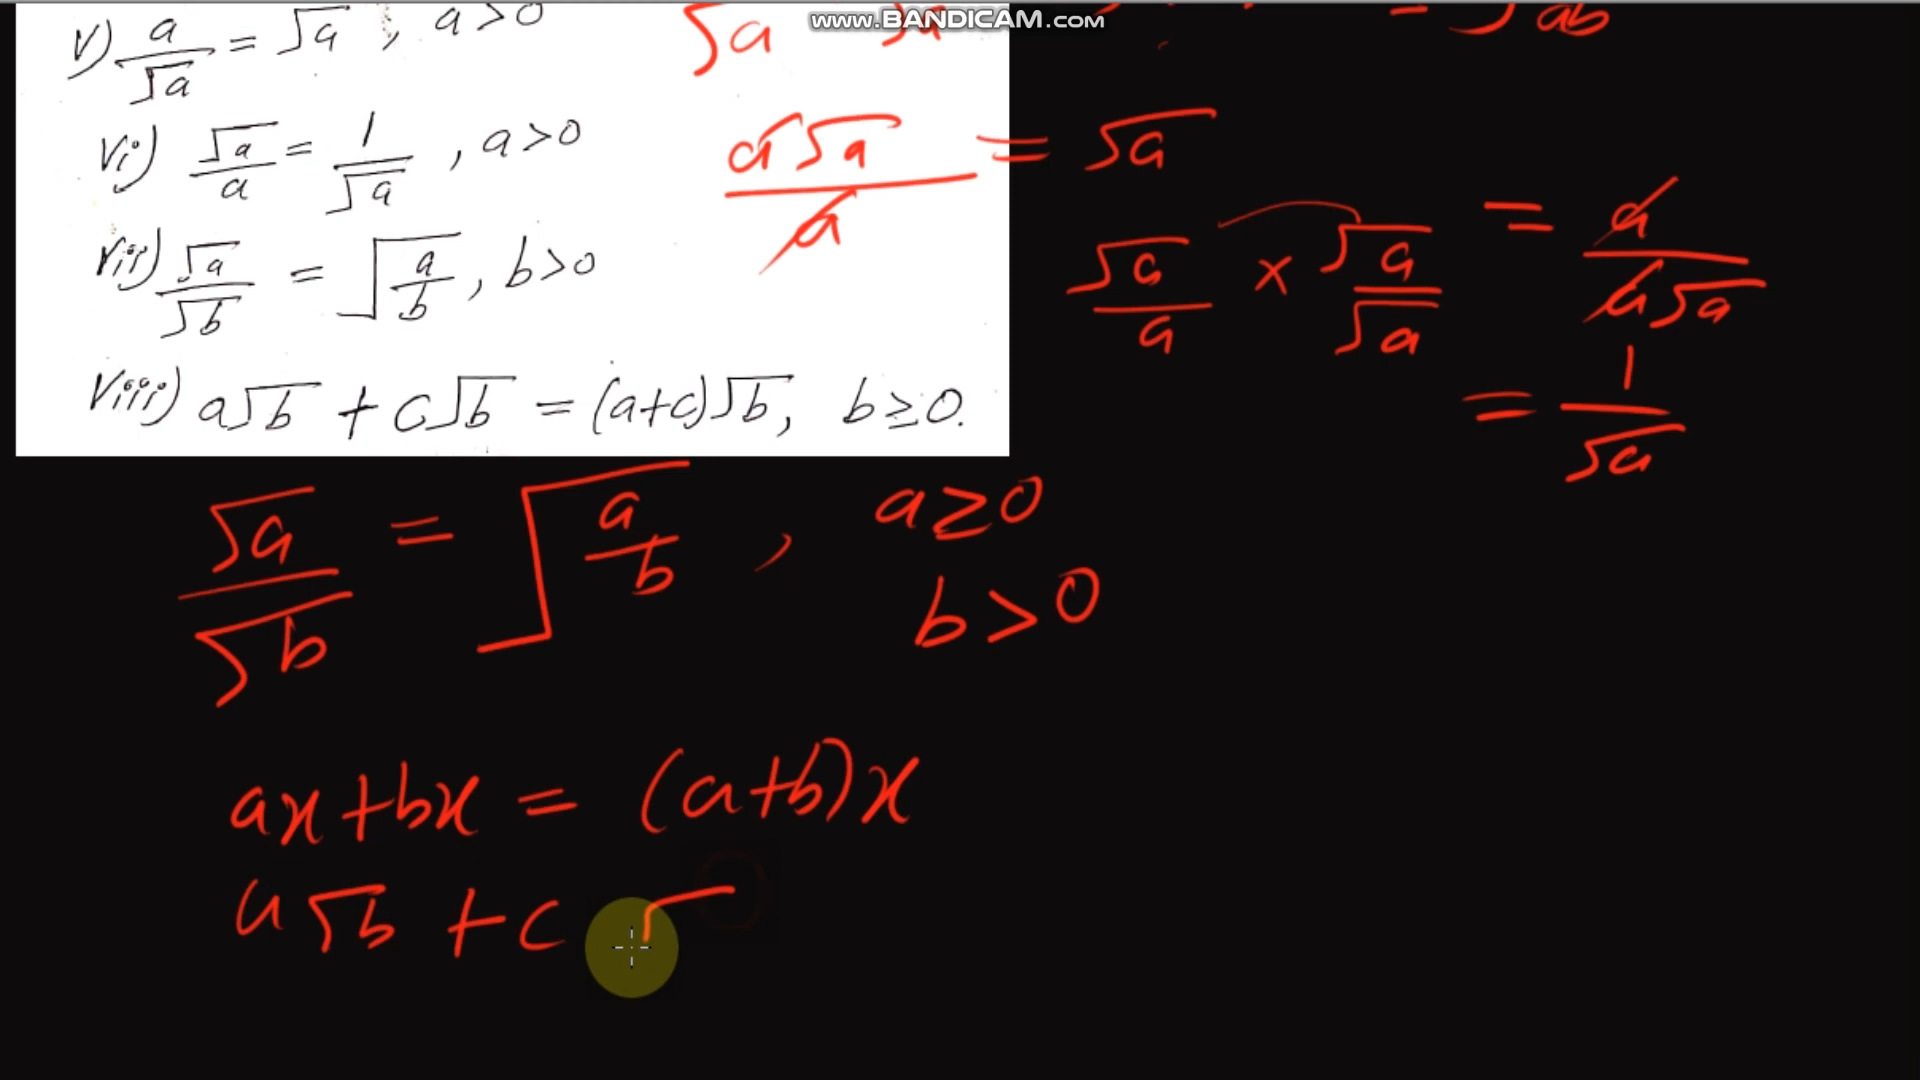 www.BANDICAM.com
v) a/√a = √a, a>0
vi) √a/a = 1/√a, a>0
vii) √a/√b = √(a/b), b>0
viii) a√b + c√b = (a+c)√b, b≥0.
√a √a
a√a/a = √a
= √ab
√a/a × √a/√a = a/a√a
= 1/√a
√a/√b = √(a/b), a≥0
b>0
ax+bx = (a+b)x
a√b + c√